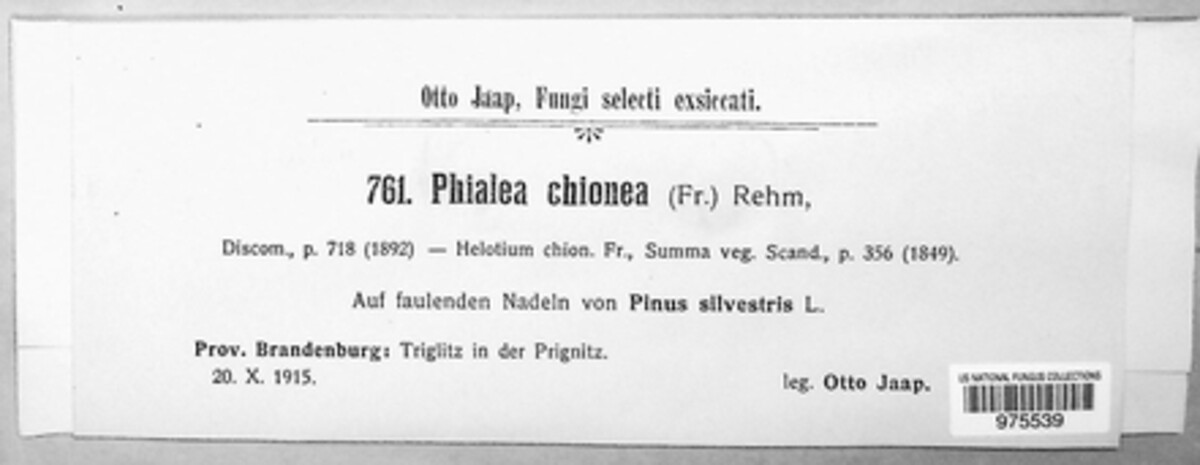 Otto Jaap, Fungi selecti exsiccati.
761. Phialea chionea (Fr.) Rehm,
Discom., p. 718 (1892) — Helotium chion. Fr., Summa veg. Scand., p. 356 (1849).
Auf faulenden Nadeln von Pinus silvestris L.
Prov. Brandenburg: Triglitz in der Prignitz.
20. X. 1915.
leg. Otto Jaap.
US NATIONAL FUNGUS COLLECTIONS
975539